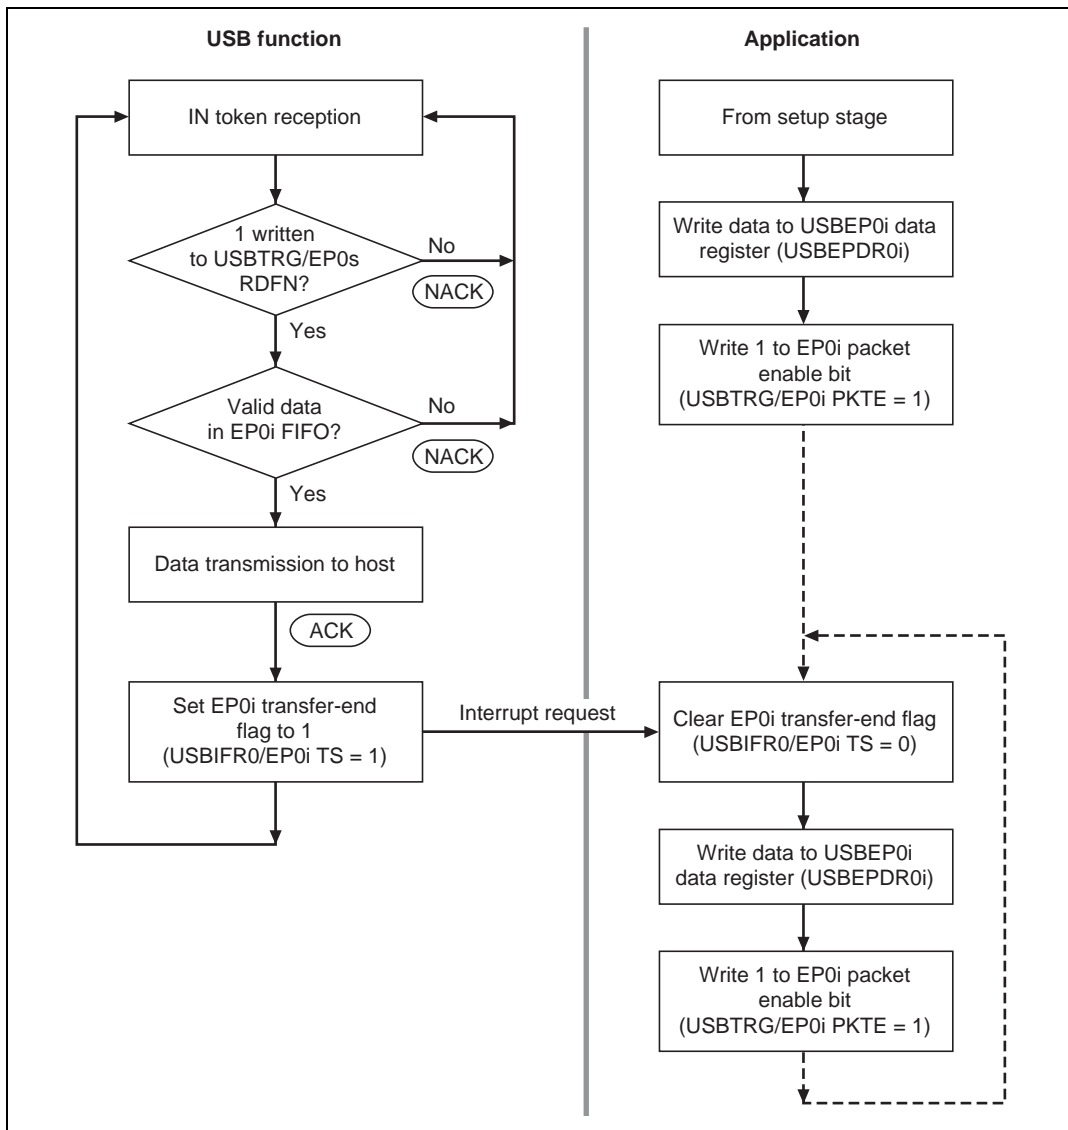 USB function
IN token reception
1 written
to USBTRG/EP0s
RDFN?
No
NACK
Yes
Valid data
in EP0i FIFO?
No
NACK
Yes
Data transmission to host
ACK
Set EP0i transfer-end
flag to 1
(USBIFR0/EP0i TS = 1)
Interrupt request
Application
From setup stage
Write data to USBEP0i data
register (USBEPDR0i)
Write 1 to EP0i packet
enable bit
(USBTRG/EP0i PKTE = 1)
Clear EP0i transfer-end flag
(USBIFR0/EP0i TS = 0)
Write data to USBEP0i
data register (USBEPDR0i)
Write 1 to EP0i packet
enable bit
(USBTRG/EP0i PKTE = 1)